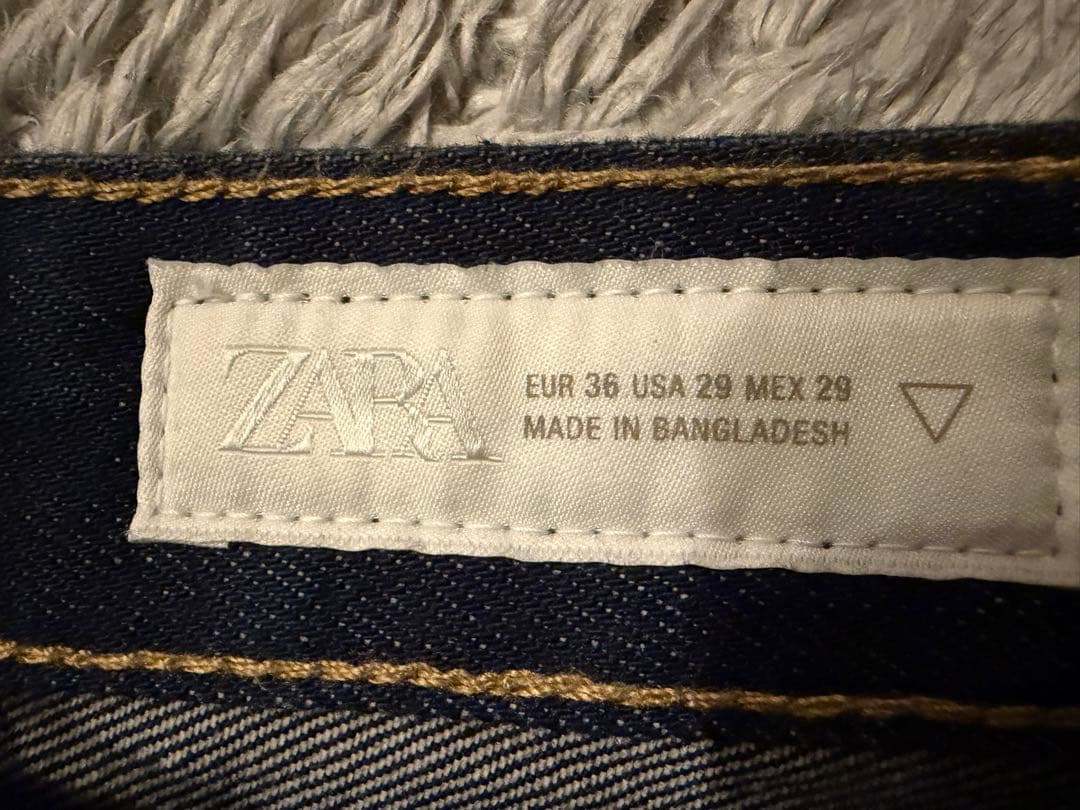 ZARA
EUR 36 USA 29 MEX 29
MADE IN BANGLADESH